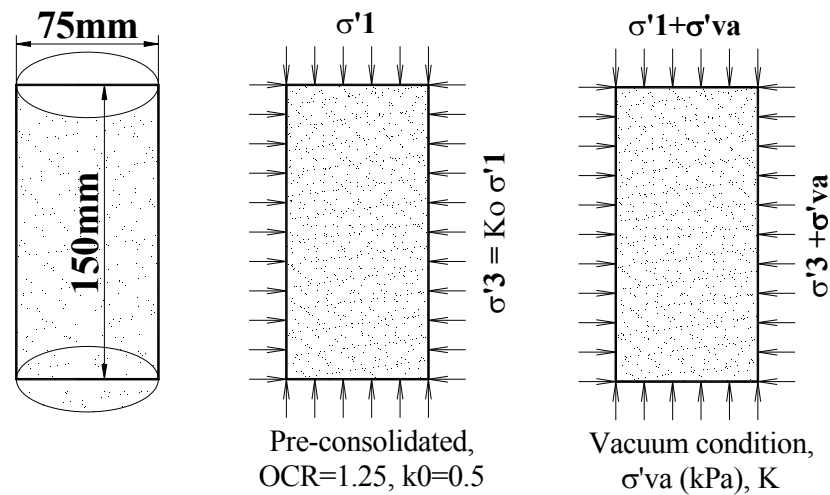 75mm
150mm
σ'1
σ'3 = Ko σ'1
Pre-consolidated,
OCR=1.25, k0=0.5
σ'1+σ'va
σ'3 +σ'va
Vacuum condition,
σ'va (kPa), K